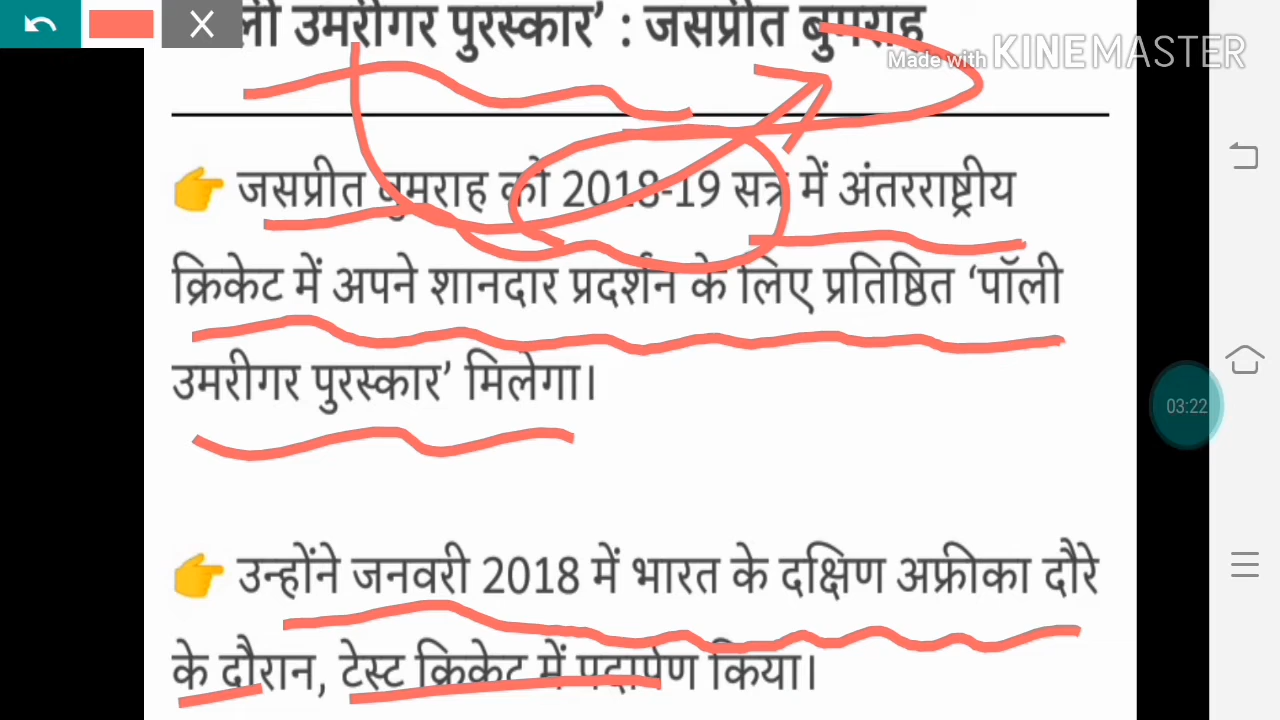 ली उमरीगर पुरस्कार’ : जसप्रीत बुमराह
Made with KINEMASTER
👉 जसप्रीत बुमराह को 2018-19 सत्र में अंतरराष्ट्रीय
क्रिकेट में अपने शानदार प्रदर्शन के लिए प्रतिष्ठित ‘पॉली
उमरीगर पुरस्कार’ मिलेगा।
03:22
👉 उन्होंने जनवरी 2018 में भारत के दक्षिण अफ्रीका दौरे
के दौरान, टेस्ट क्रिकेट में पदार्पण किया।